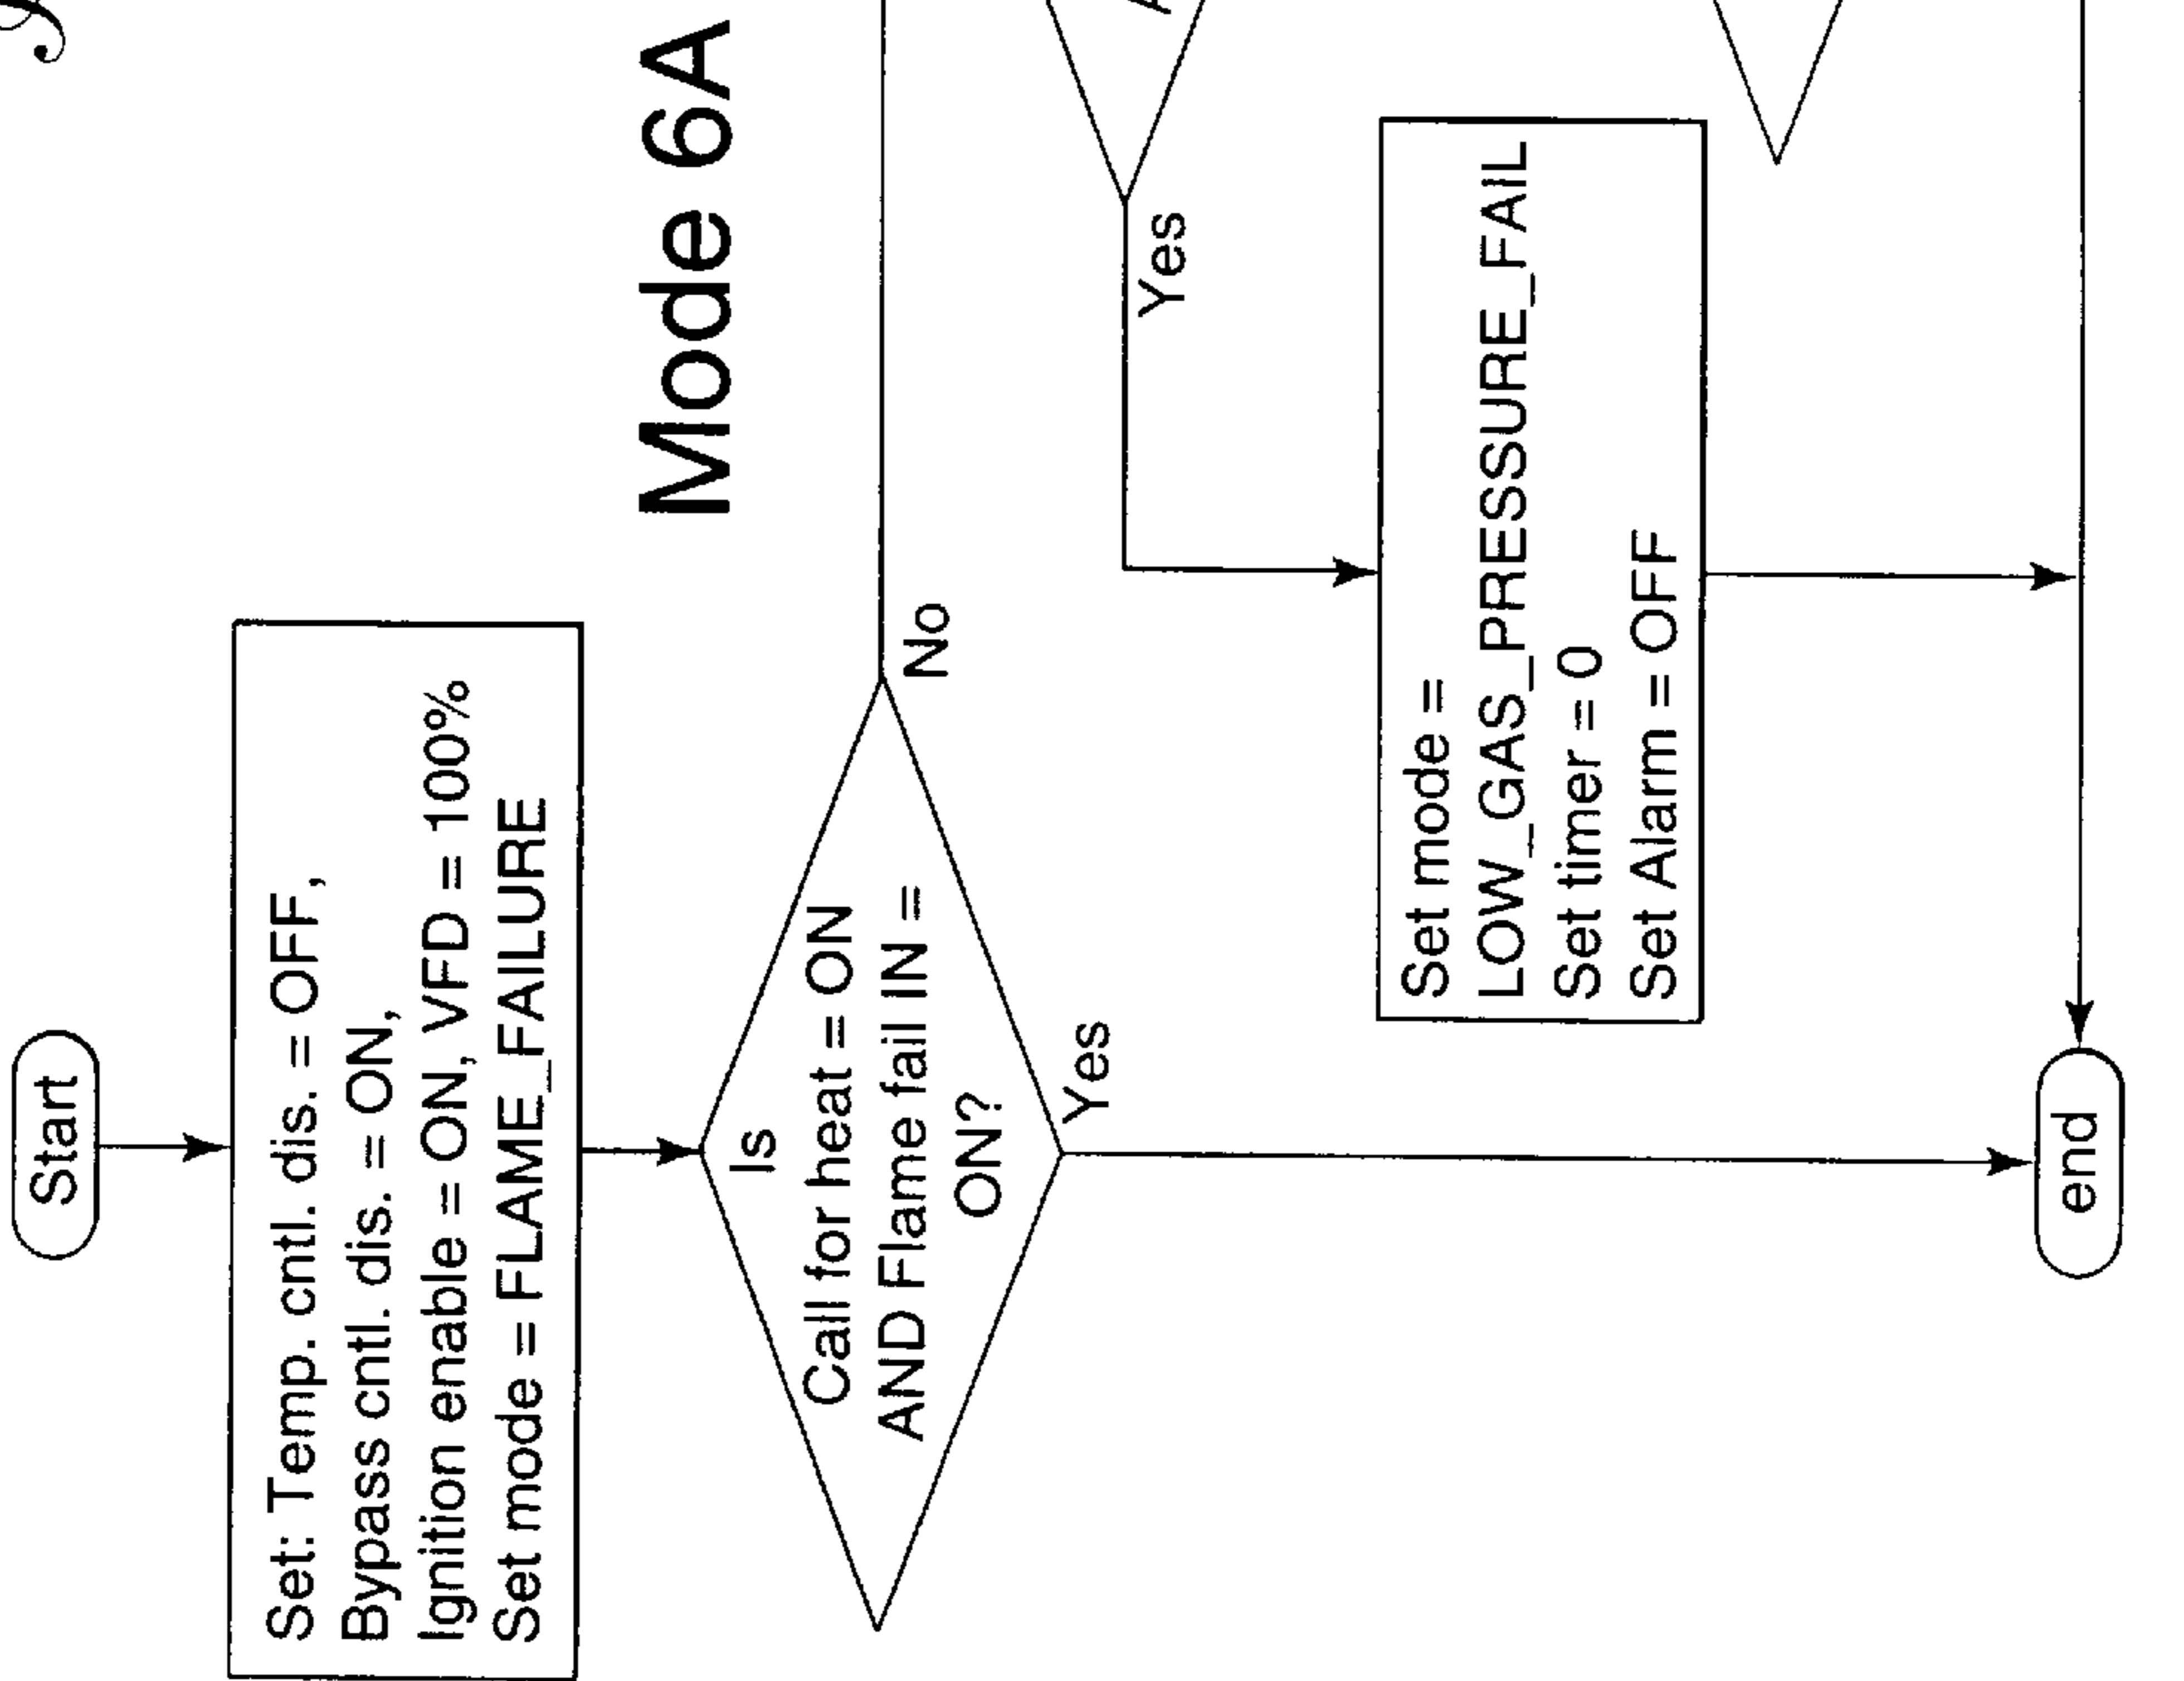 Start
Set: Temp. cntl. dis. = OFF,
Bypass cntl. dis. = ON,
Ignition enable = ON, VFD = 100%
Set mode = FLAME_FAILURE
Mode 6A
Is
Call for heat = ON
AND Flame fail IN =
ON?
No
Yes
Yes
Set mode =
LOW_GAS_PRESSURE_FAIL
Set timer = 0
Set Alarm = OFF
end